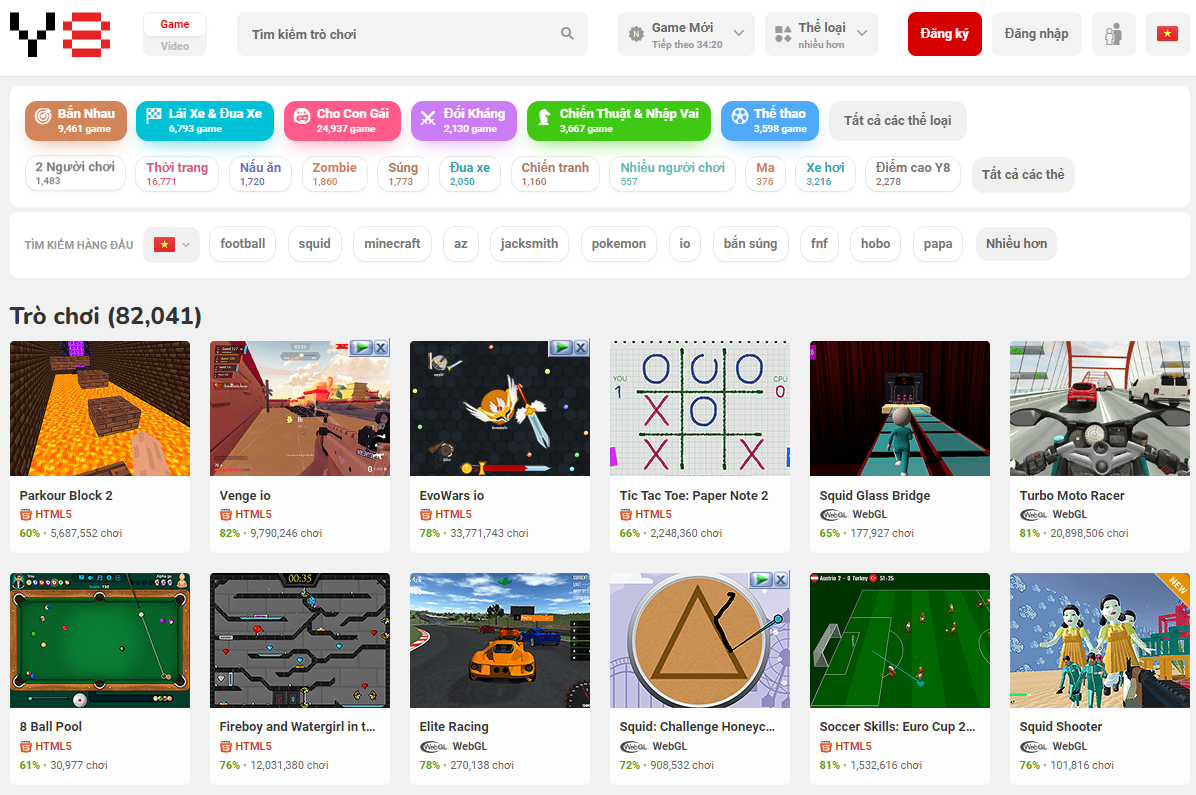 Y8
Game
Video
Tìm kiếm trò chơi
Game Mới
Tiếp theo 34:20
Thể loại
nhiều hơn
Đăng ký
Đăng nhập
Bắn Nhau
9,461 game
Lái Xe & Đua Xe
6,793 game
Cho Con Gái
24,937 game
Đối Kháng
2,130 game
Chiến Thuật & Nhập Vai
3,667 game
Thể thao
3,598 game
Tất cả các thể loại
2 Người chơi
1,483
Thời trang
16,771
Nấu ăn
1,720
Zombie
1,860
Súng
1,773
Đua xe
2,050
Chiến tranh
1,160
Nhiều người chơi
557
Ma
376
Xe hơi
3,216
Điểm cao Y8
2,278
Tất cả các thẻ
TÌM KIẾM HÀNG ĐẦU
football
squid
minecraft
az
jacksmith
pokemon
io
bắn súng
fnf
hobo
papa
Nhiều hơn
Trò chơi (82,041)
YOU
1
CPU
0
Parkour Block 2
HTML5
60% • 5,687,552 chơi
Venge io
HTML5
82% • 9,790,246 chơi
EvoWars io
HTML5
78% • 33,771,743 chơi
Tic Tac Toe: Paper Note 2
HTML5
66% • 2,248,360 chơi
Squid Glass Bridge
WebGL WebGL
65% • 177,927 chơi
Turbo Moto Racer
WebGL WebGL
81% • 20,898,506 chơi
00:35
Austria 2 - 0 Turkey 51-25
NEW
8 Ball Pool
HTML5
61% • 30,977 chơi
Fireboy and Watergirl in t...
HTML5
76% • 12,031,380 chơi
Elite Racing
WebGL WebGL
78% • 270,138 chơi
Squid: Challenge Honeyc...
WebGL WebGL
72% • 908,532 chơi
Soccer Skills: Euro Cup 2...
HTML5
81% • 1,532,616 chơi
Squid Shooter
WebGL WebGL
76% • 101,816 chơi